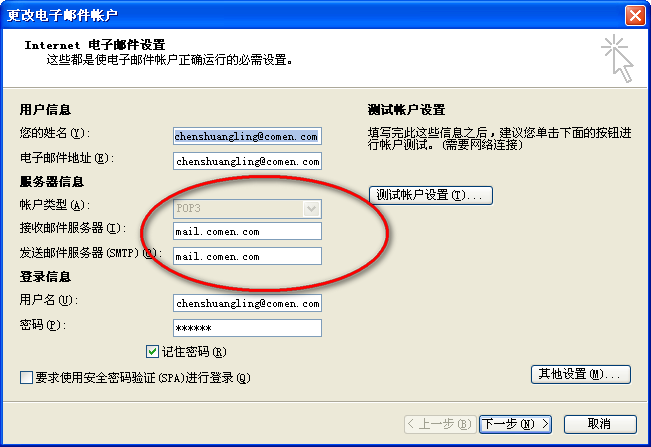 更改电子邮件帐户
Internet 电子邮件设置
这些都是使电子邮件帐户正确运行的必需设置。
用户信息
您的姓名(Y):
chenshuangling@comen.com
电子邮件地址(E):
chenshuangling@comen.com
服务器信息
帐户类型(A):
POP3
接收邮件服务器(I):
mail.comen.com
发送邮件服务器(SMTP)(O):
mail.comen.com
登录信息
用户名(U):
chenshuangling@comen.com
密码(P):
******
记住密码(R)
要求使用安全密码验证(SPA)进行登录(Q)
测试帐户设置
填写完此这些信息之后,建议您单击下面的按钮进
行帐户测试。(需要网络连接)
测试帐户设置(T)...
其他设置(M)...
< 上一步(B)
下一步(N) >
取消